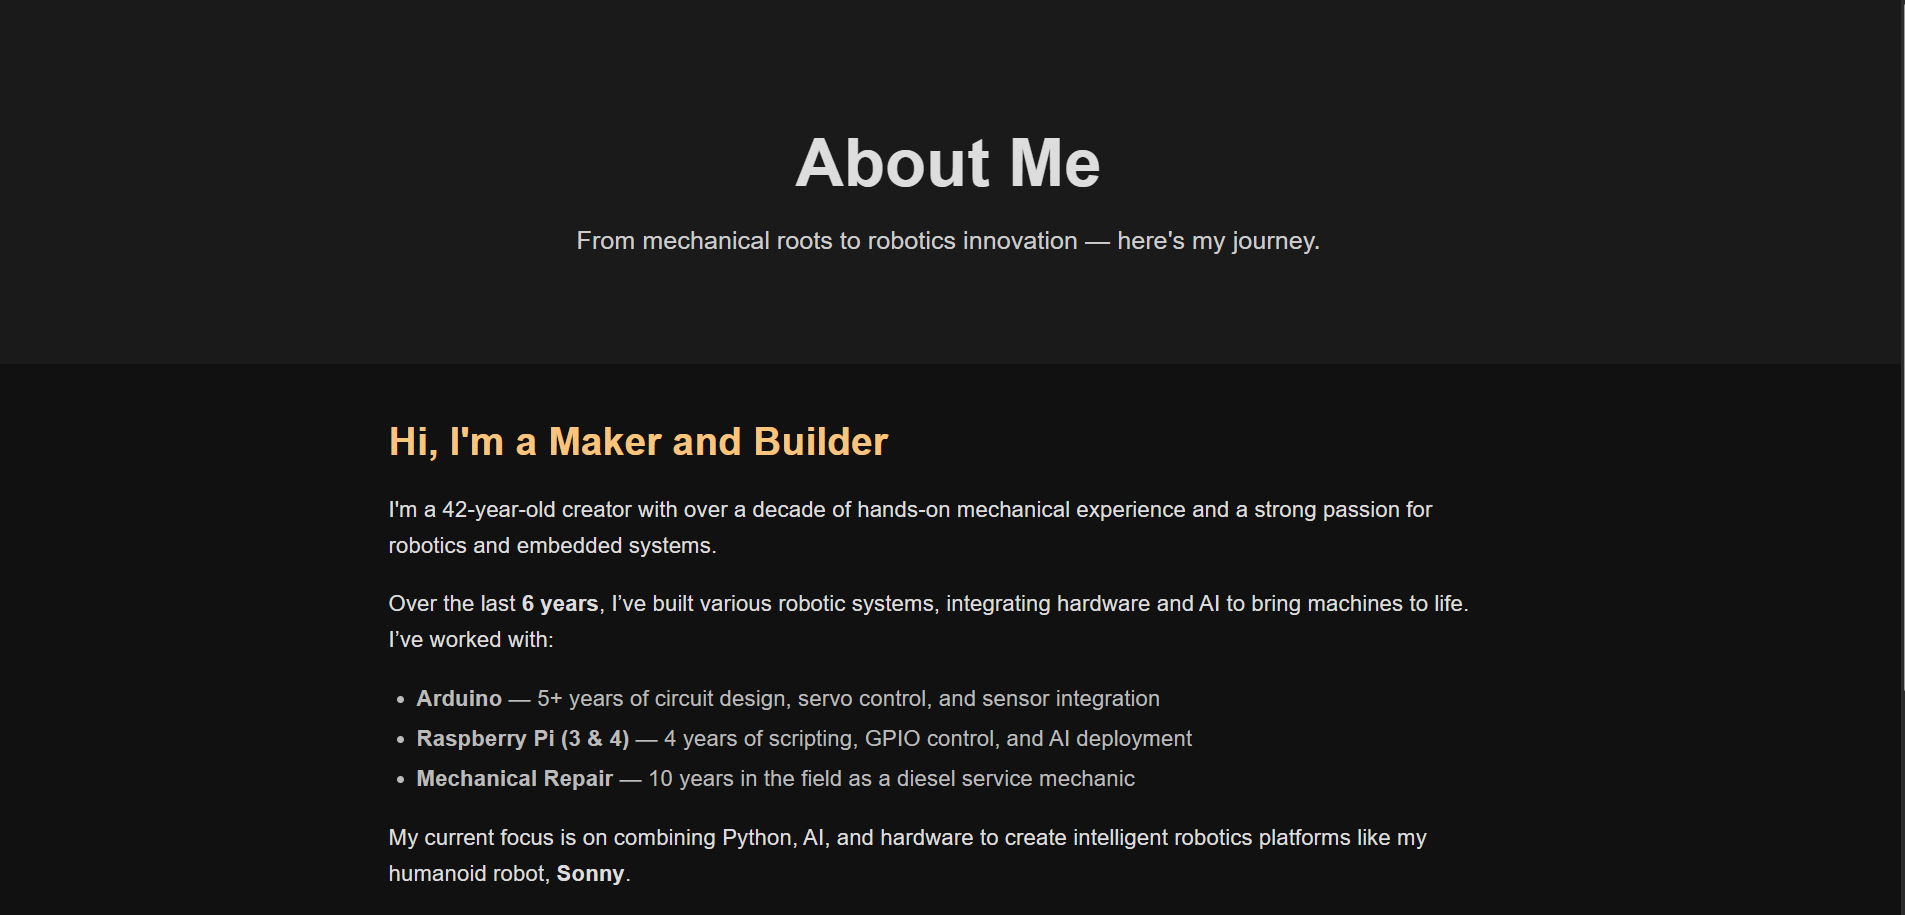 About Me
From mechanical roots to robotics innovation — here's my journey.
Hi, I'm a Maker and Builder
I'm a 42-year-old creator with over a decade of hands-on mechanical experience and a strong passion for
robotics and embedded systems.
Over the last 6 years, I’ve built various robotic systems, integrating hardware and AI to bring machines to life.
I’ve worked with:
• Arduino — 5+ years of circuit design, servo control, and sensor integration
• Raspberry Pi (3 & 4) — 4 years of scripting, GPIO control, and AI deployment
• Mechanical Repair — 10 years in the field as a diesel service mechanic
My current focus is on combining Python, AI, and hardware to create intelligent robotics platforms like my
humanoid robot, Sonny.